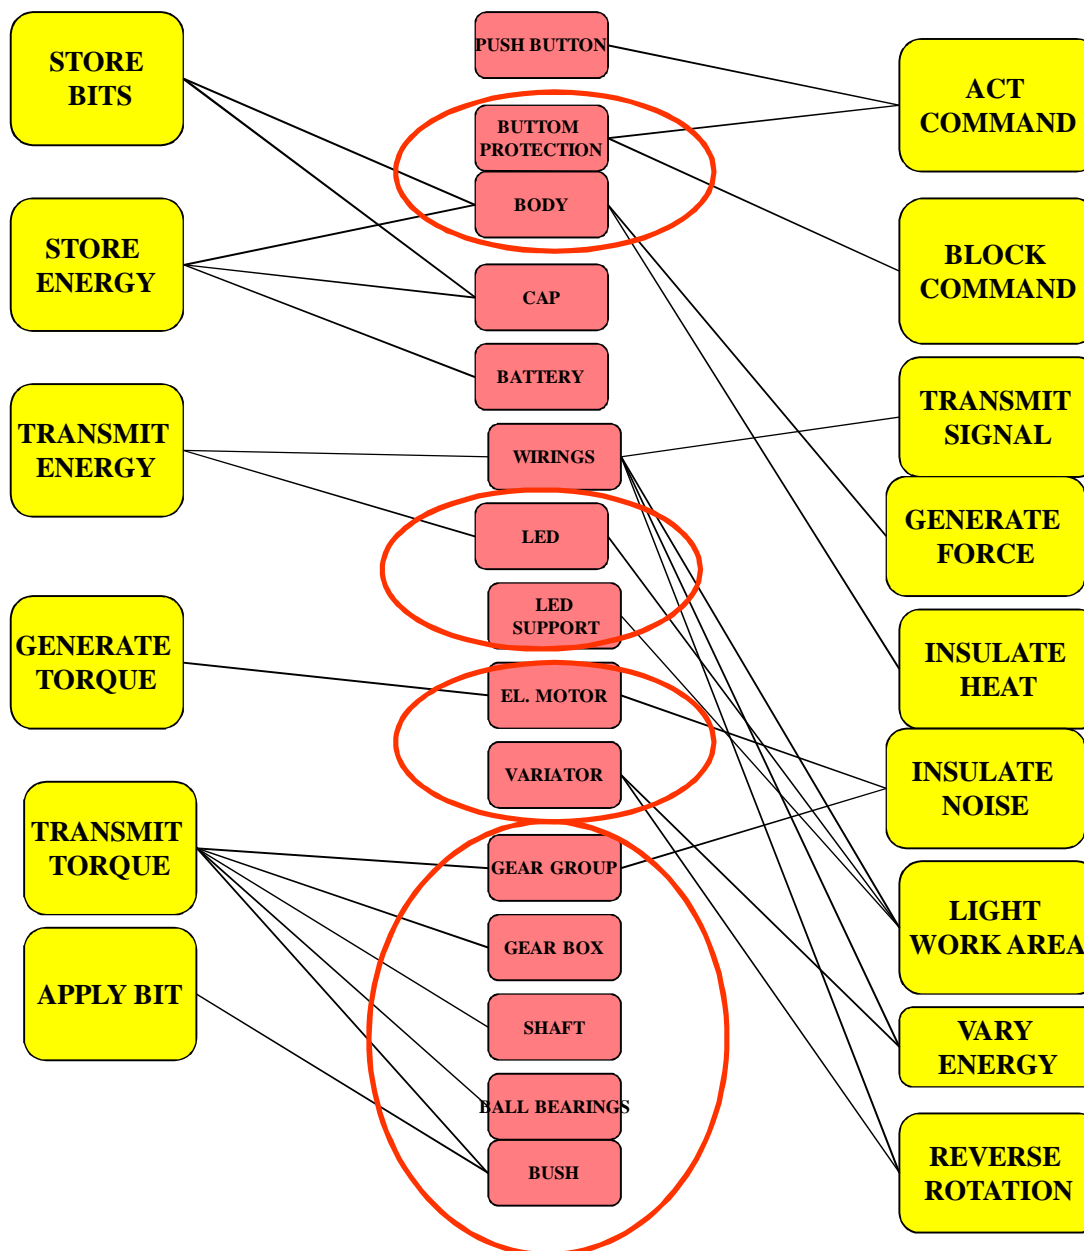 STORE
BITS
STORE
ENERGY
TRANSMIT
ENERGY
GENERATE
TORQUE
TRANSMIT
TORQUE
APPLY BIT
PUSH BUTTON
BUTTOM
PROTECTION
BODY
CAP
BATTERY
WIRINGS
LED
LED
SUPPORT
EL. MOTOR
VARIATOR
GEAR GROUP
GEAR BOX
SHAFT
BALL BEARINGS
BUSH
ACT
COMMAND
BLOCK
COMMAND
TRANSMIT
SIGNAL
GENERATE
FORCE
INSULATE
HEAT
INSULATE
NOISE
LIGHT
WORK AREA
VARY
ENERGY
REVERSE
ROTATION